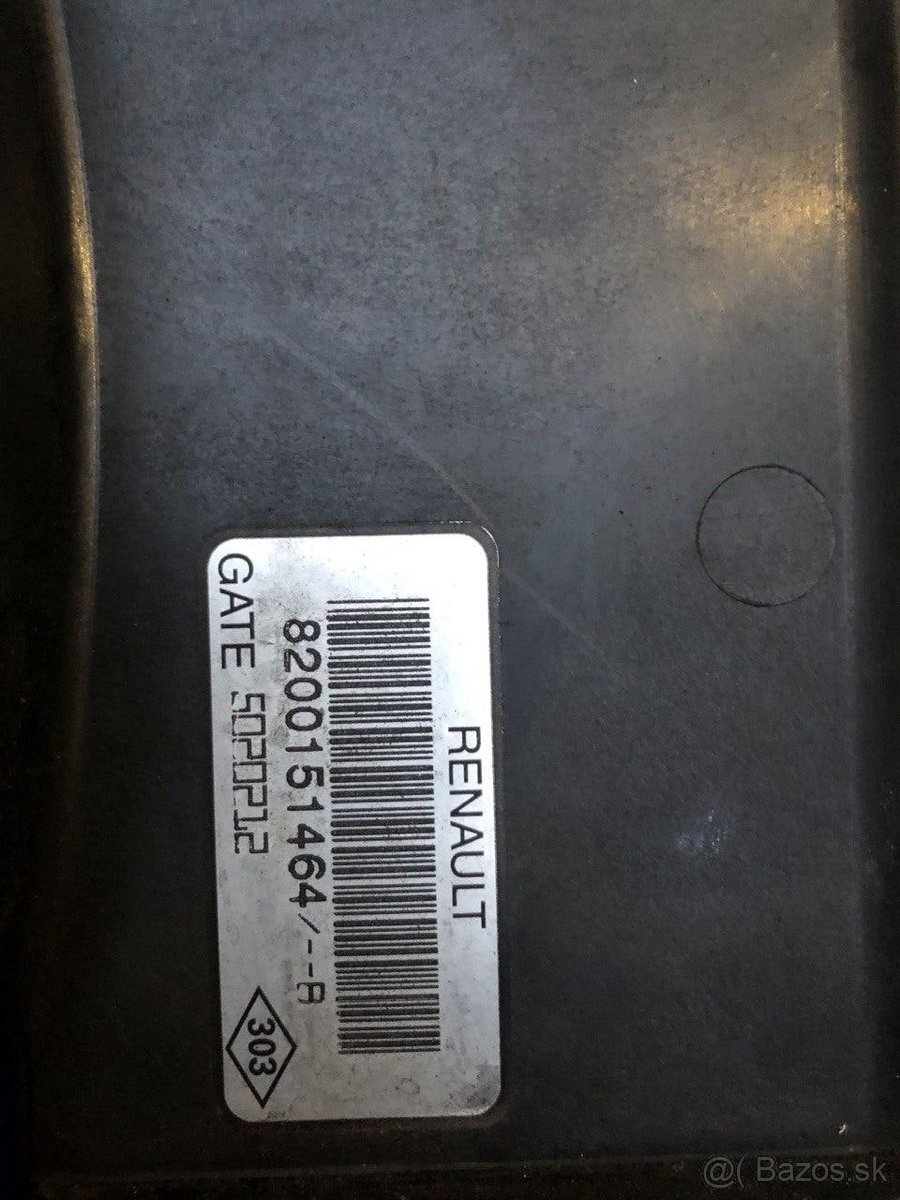 RENAULT
8200151464/--A
GATE 5020212
303
@( Bazos.sk